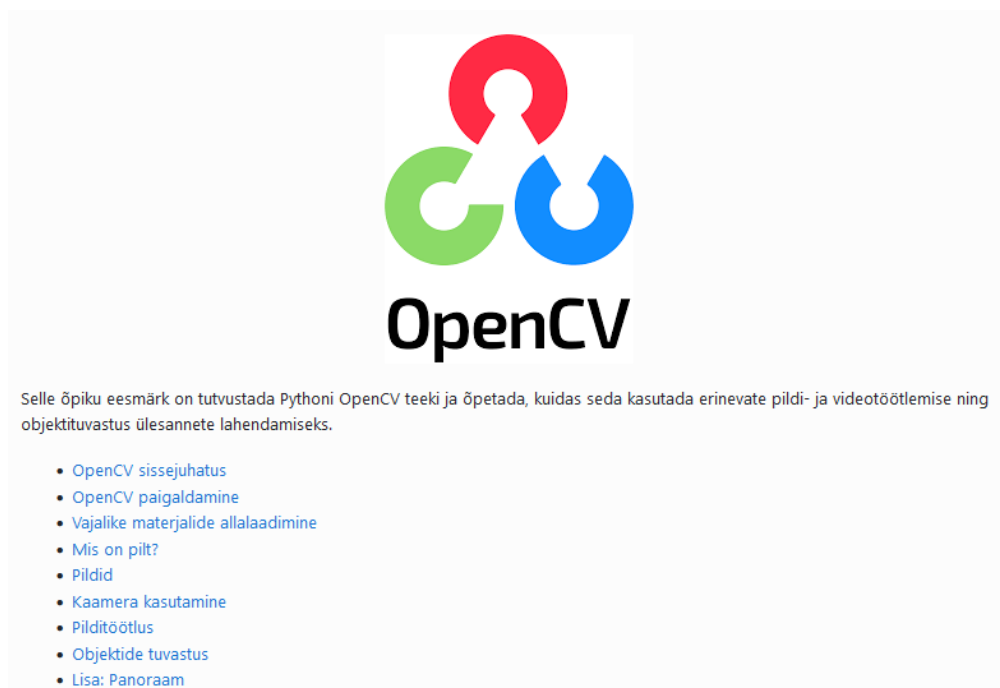 OpenCV
Selle õpiku eesmärk on tutvustada Pythoni OpenCV teeki ja õpetada, kuidas seda kasutada erinevate pildi- ja videotöötlemise ning
objektituvastus ülesannete lahendamiseks.
OpenCV sissejuhatus
OpenCV paigaldamine
Vajalike materjalide allalaadimine
Mis on pilt?
Pildid
Kaamera kasutamine
Pilditöötlus
Objektide tuvastus
Lisa: Panoraam